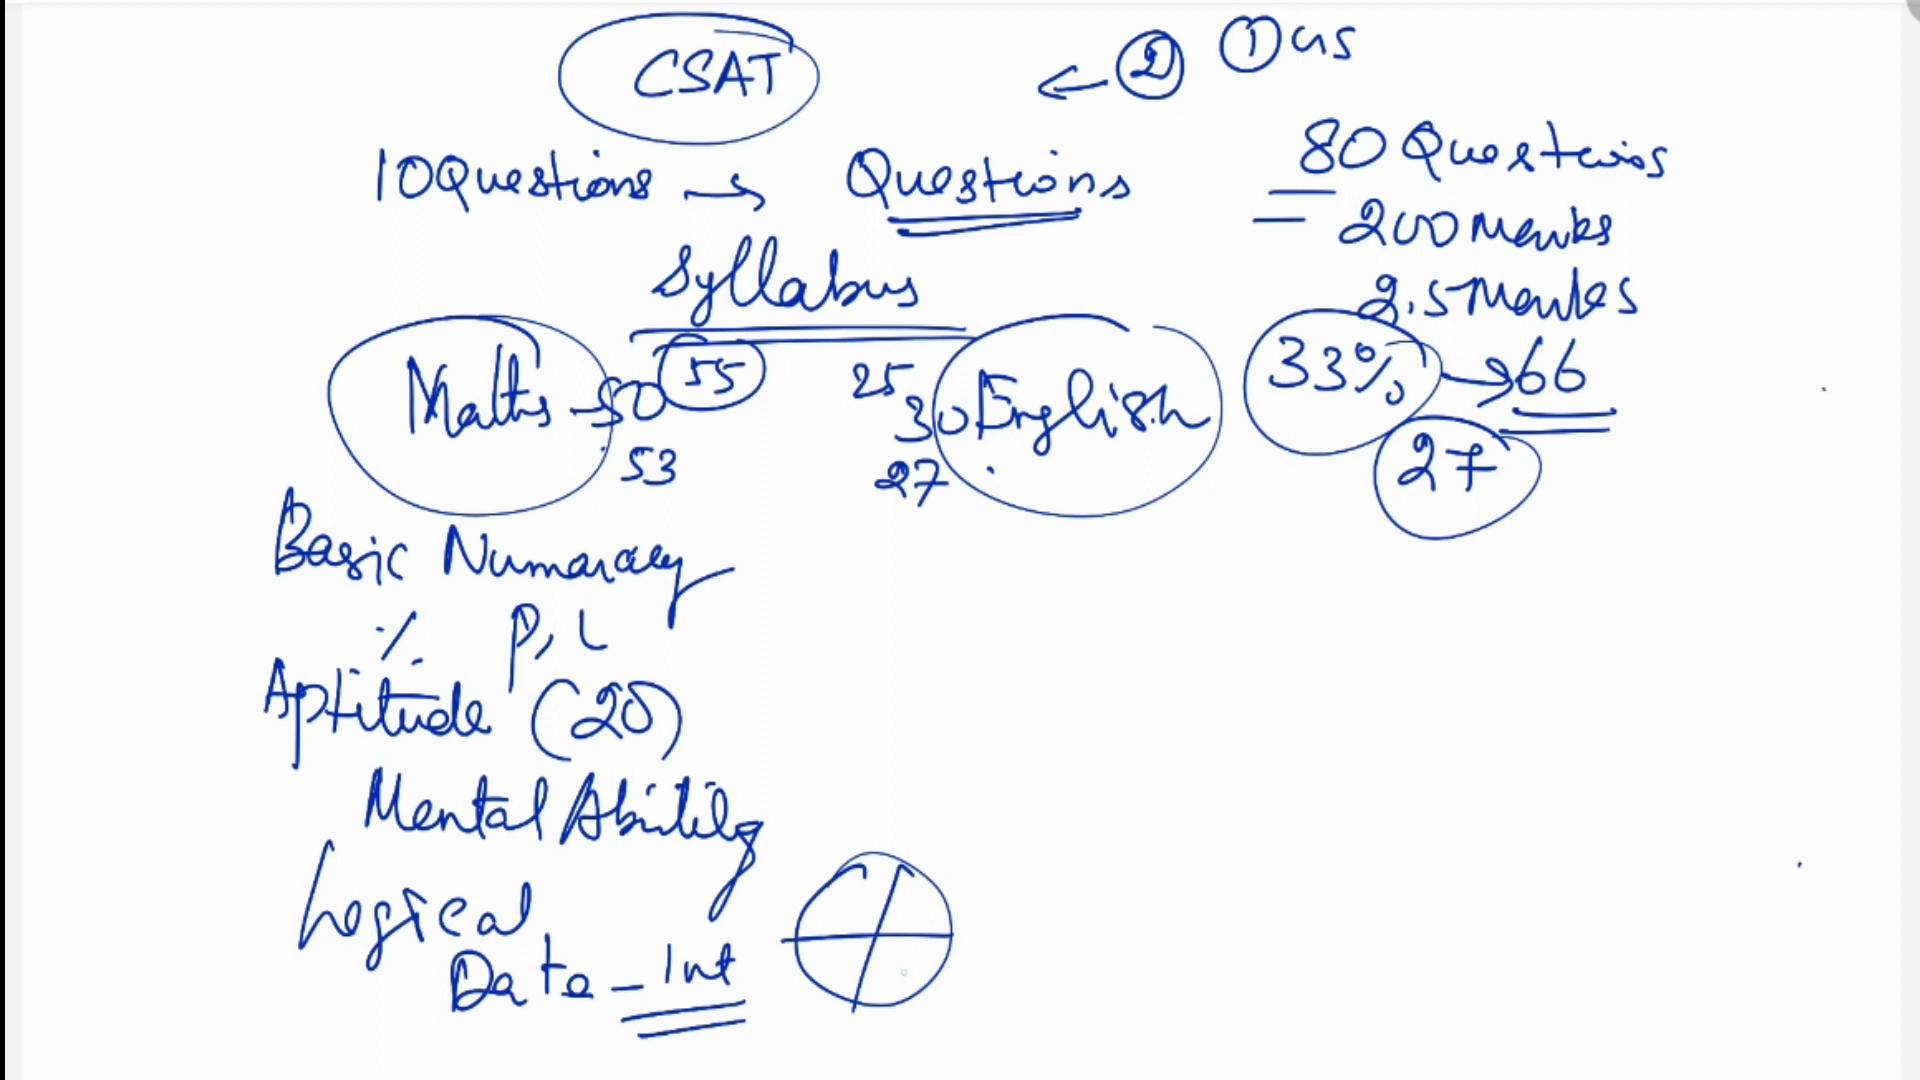 CSAT
← ② ① GS
10 Questions → Questions
80 Questions
= 200 Marks
2.5 Marks
Syllabus
Maths - 50 55
53
25
30 English
27
33% → 66
27
Basic Numaracy
% P, L
Aptitude (20)
Mental Ability
Logical
Data - Int